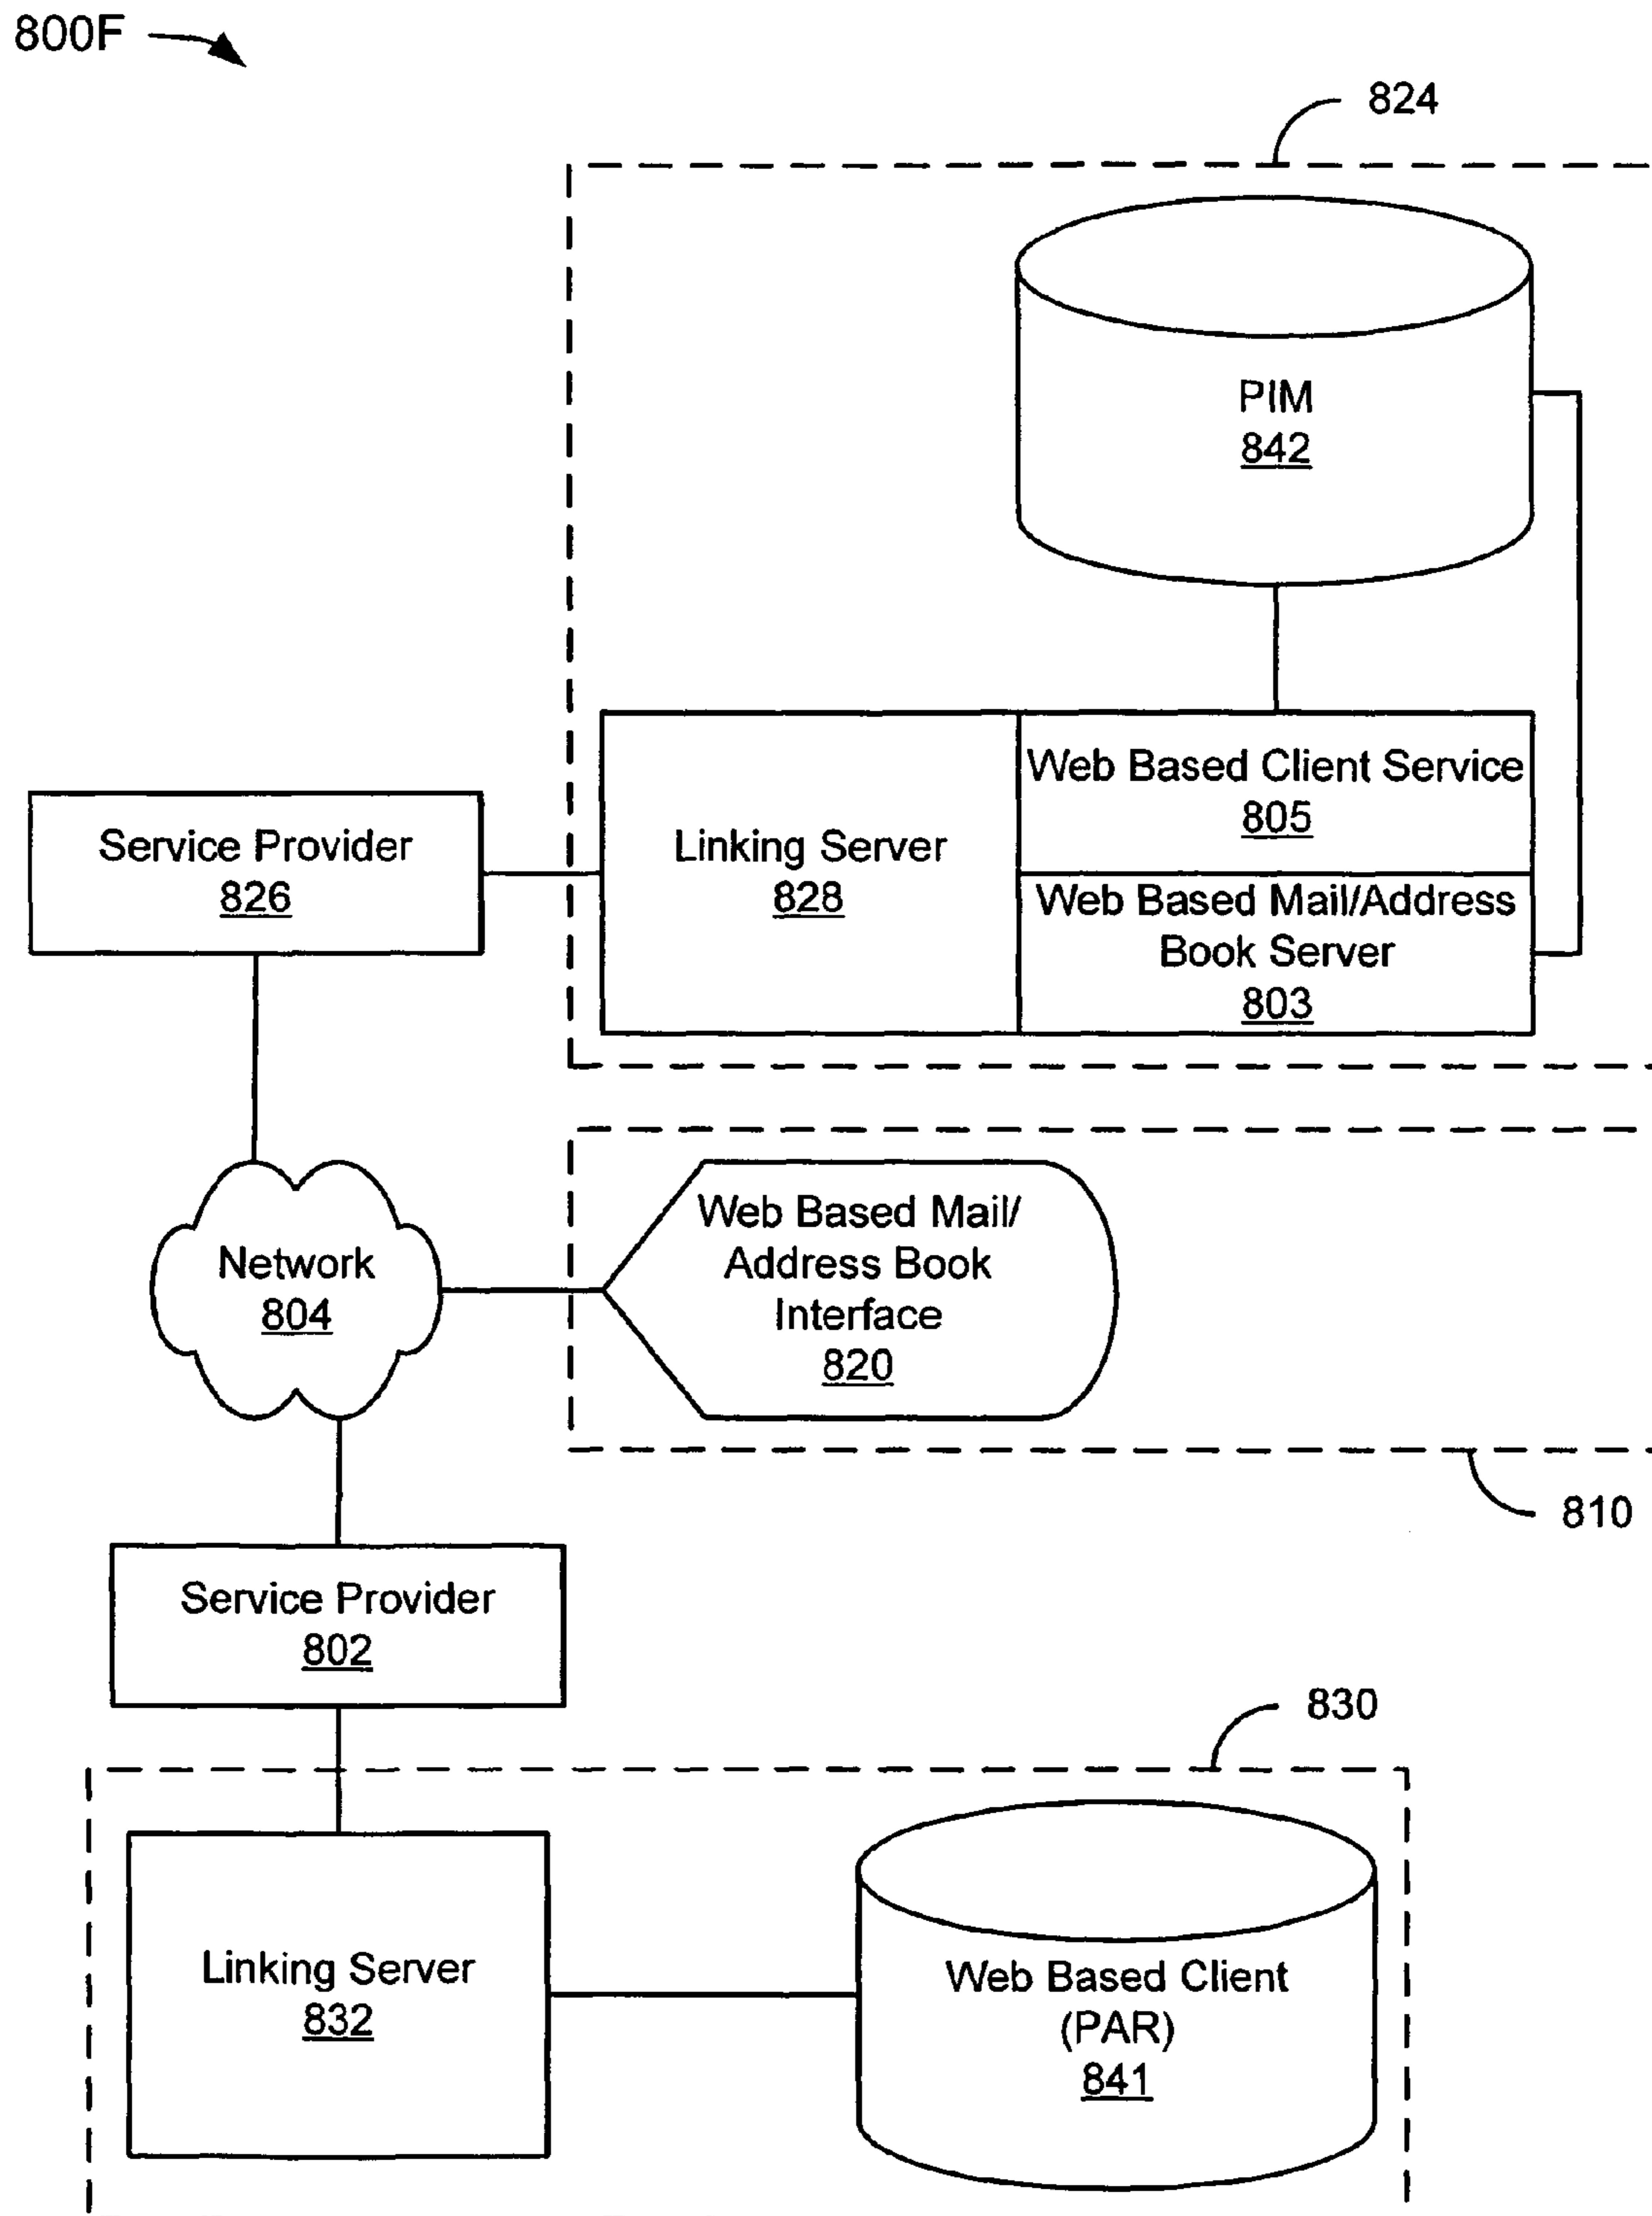 800F
824
PIM
842
Web Based Client Service
805
Service Provider
826
Linking Server
828
Web Based Mail/Address
Book Server
803
Web Based Mail/
Address Book
Interface
820
Network
804
810
Service Provider
802
830
Linking Server
832
Web Based Client
(PAR)
841